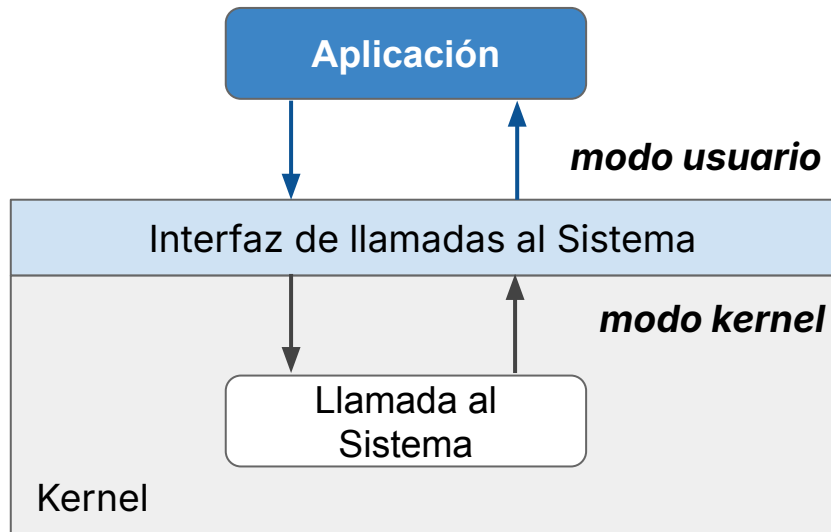 Aplicación
modo usuario
Interfaz de llamadas al Sistema
modo kernel
Llamada al
Sistema
Kernel